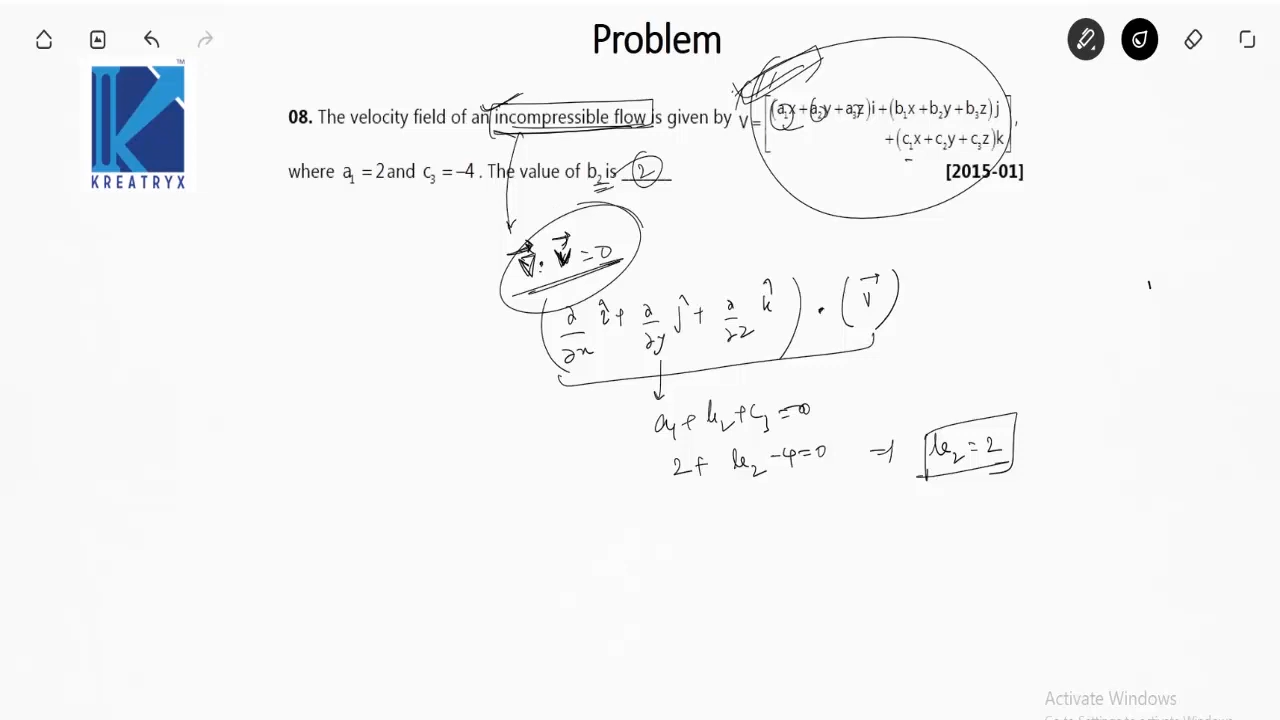 Problem
TM
KREATRYX
08. The velocity field of an incompressible flow is given by V = [(a₁x+a₂y+a₃z)i+(b₁x+b₂y+b₃z)j
+(c₁x+c₂y+c₃z)k],
where a₁ = 2 and c₃ = −4. The value of b₂ is 2
[2015-01]
∇⃗ · V⃗ = 0
(∂/∂x î + ∂/∂y ĵ + ∂/∂z k̂) · (V⃗)
a₁ + b₂ + c₃ = 0
2 + b₂ − 4 = 0 ⇒ b₂ = 2
Activate Windows